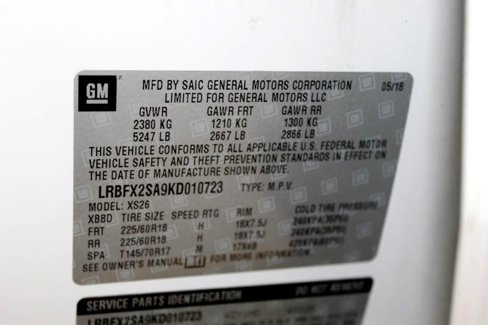 GM
MFD BY SAIC GENERAL MOTORS CORPORATION 05/18
LIMITED FOR GENERAL MOTORS LLC
GVWR GAWR FRT GAWR RR
2380 KG 1210 KG 1300 KG
5247 LB 2667 LB 2866 LB
THIS VEHICLE CONFORMS TO ALL APPLICABLE U.S. FEDERAL MOTOR
VEHICLE SAFETY AND THEFT PREVENTION STANDARDS IN EFFECT ON
THE DATE OF MANUFACTURE SHOWN ABOVE.
LRBFX2SA9KD010723 TYPE: M.P.V.
MODEL: XS26
XBBD TIRE SIZE SPEED RTG RIM
FRT 225/60R18 H 18X7.5J
RR 225/60R18 H 18X7.5J
SPA T145/70R17 M 17X4B
SEE OWNER'S MANUAL FOR MORE INFORMATION
SERVICE PARTS IDENTIFICATION DO NOT REMOVE
LRBFX2SA9KD010723